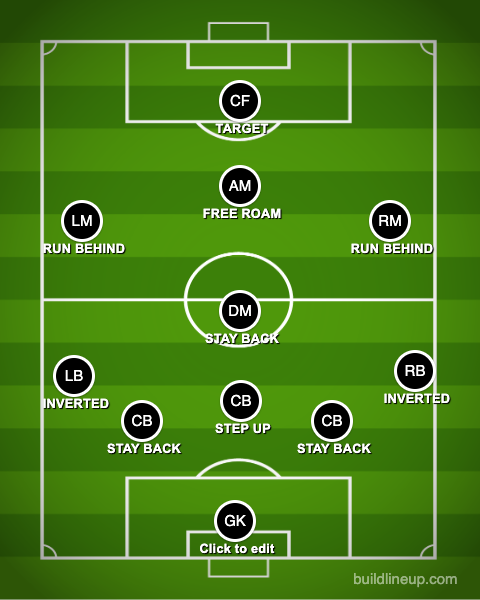 CF
TARGET
AM
FREE ROAM
LM
RUN BEHIND
RM
RUN BEHIND
DM
STAY BACK
LB
INVERTED
RB
INVERTED
CB
STEP UP
CB
STAY BACK
CB
STAY BACK
GK
Click to edit
buildlineup.com